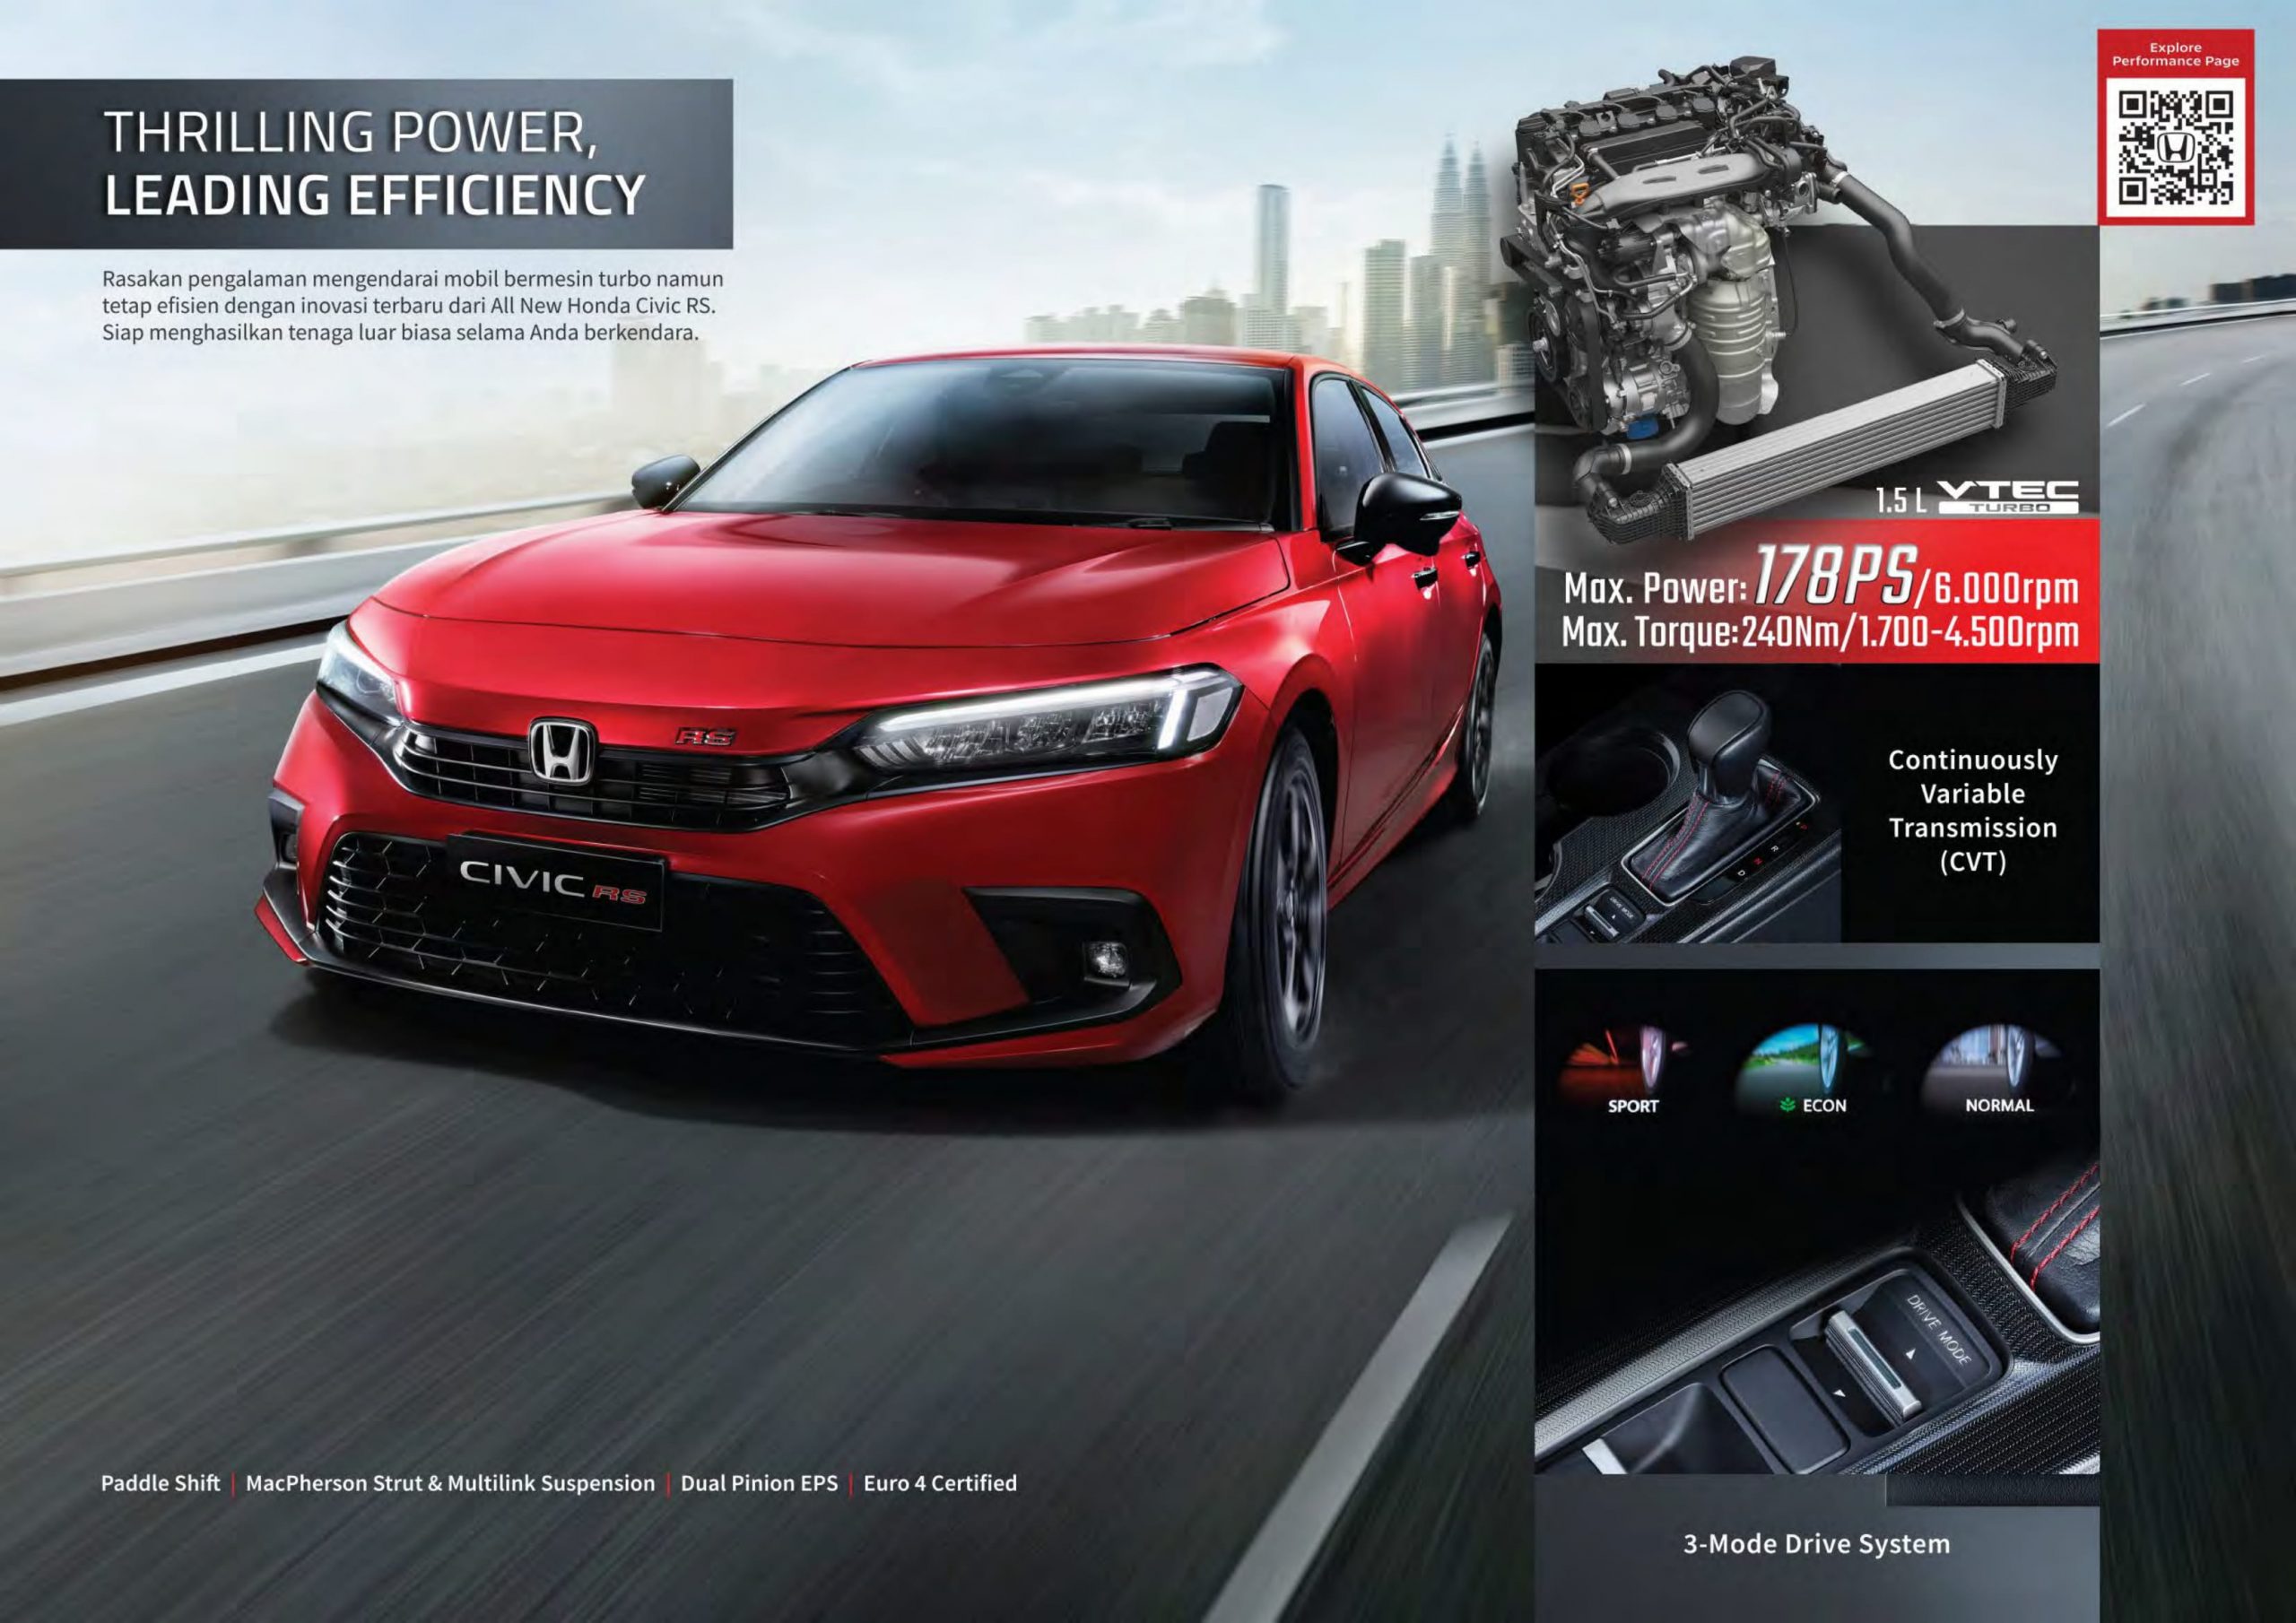 THRILLING POWER,
LEADING EFFICIENCY
Rasakan pengalaman mengendarai mobil bermesin turbo namun
tetap efisien dengan inovasi terbaru dari All New Honda Civic RS.
Siap menghasilkan tenaga luar biasa selama Anda berkendara.
RS
CIVIC RS
Paddle Shift | MacPherson Strut & Multilink Suspension | Dual Pinion EPS | Euro 4 Certified
Explore
Performance Page
1.5 L VTEC
TURBO
Max. Power: 178PS/6.000rpm
Max. Torque: 240Nm/1.700-4.500rpm
R
N
D
DRIVE MODE
Continuously
Variable
Transmission
(CVT)
SPORT
ECON
NORMAL
DRIVE MODE
3-Mode Drive System